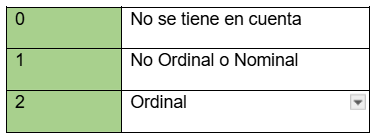 0 No se tiene en cuenta
1 No Ordinal o Nominal
2 Ordinal